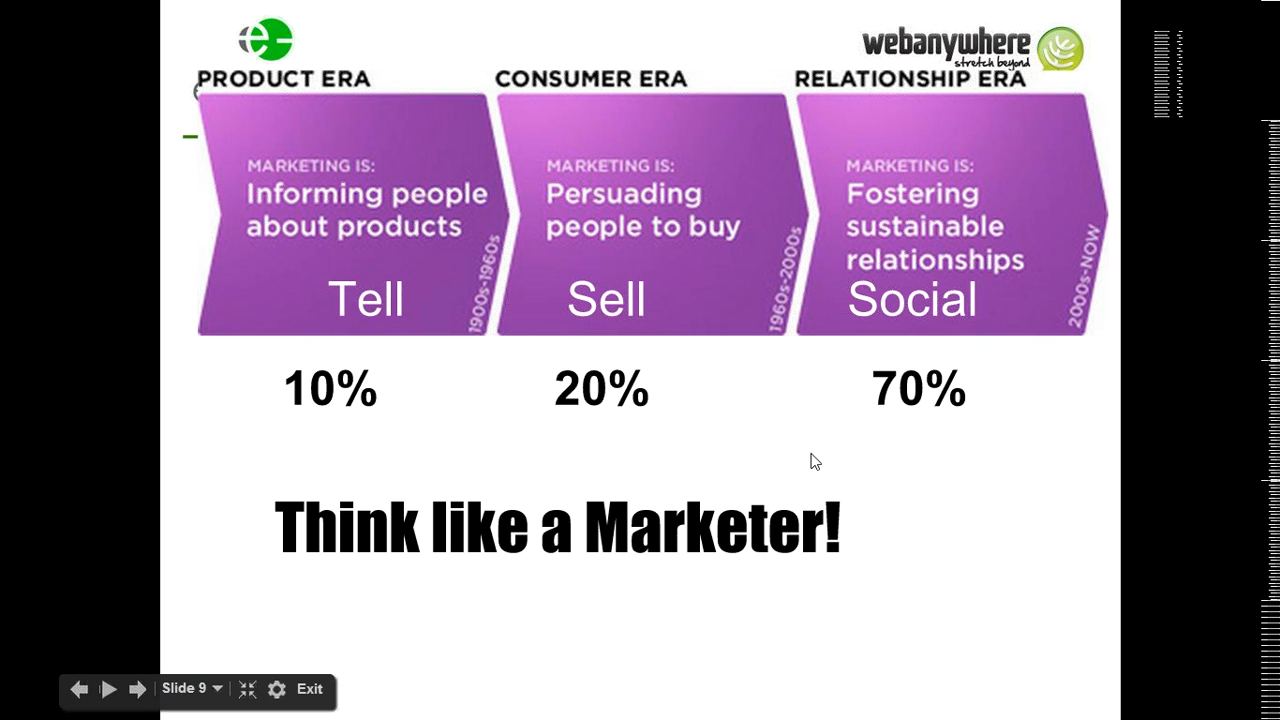 webanywhere
stretch beyond
PRODUCT ERA
CONSUMER ERA
RELATIONSHIP ERA
MARKETING IS:
Informing people
about products
Tell
1900s-1960s
MARKETING IS:
Persuading
people to buy
Sell
1960s-2000s
MARKETING IS:
Fostering
sustainable
relationships
Social
2000s-NOW
10%
20%
70%
Think like a Marketer!
Slide 9
Exit